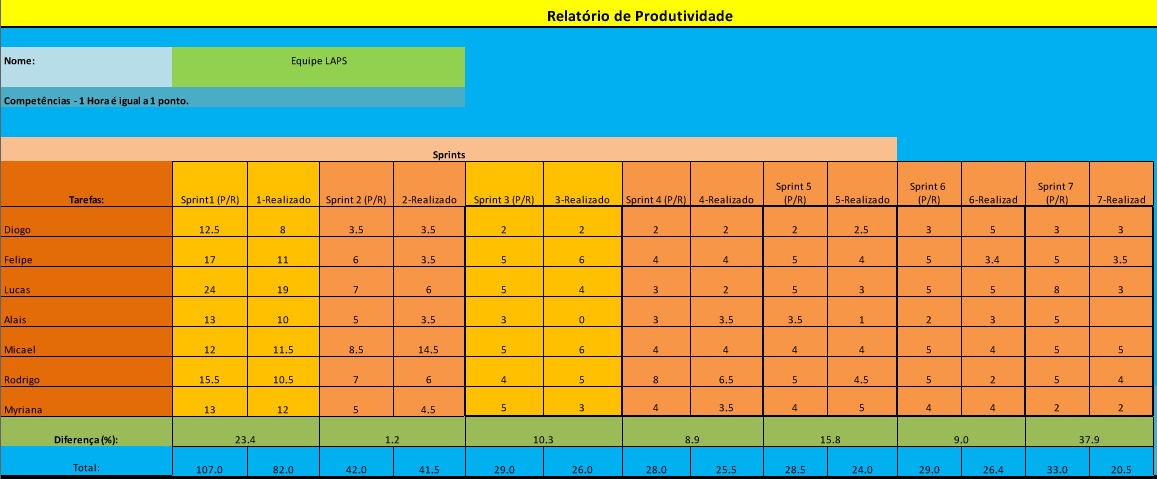 Relatório de Produtividade
Nome: Equipe LAPS
Competências - 1 Hora é igual a 1 ponto.
Sprints
Tarefas: Sprint1 (P/R) 1-Realizado Sprint 2 (P/R) 2-Realizado Sprint 3 (P/R) 3-Realizado Sprint 4 (P/R) 4-Realizado Sprint 5 (P/R) 5-Realizado Sprint 6 (P/R) 6-Realizad Sprint 7 (P/R) 7-Realizad
Diogo 12.5 8 3.5 3.5 2 2 2 2 2 2.5 3 5 3 3
Felipe 17 11 6 3.5 5 6 4 4 5 4 5 3.4 5 3.5
Lucas 24 19 7 6 5 4 3 2 5 3 5 5 8 3
Alais 13 10 5 3.5 3 0 3 3.5 3.5 1 2 3 5
Micael 12 11.5 8.5 14.5 5 6 4 4 4 4 5 4 5 5
Rodrigo 15.5 10.5 7 6 4 5 8 6.5 5 4.5 5 2 5 4
Myriana 13 12 5 4.5 5 3 4 3.5 4 5 4 4 2 2
Diferença (%): 23.4 1.2 10.3 8.9 15.8 9.0 37.9
Total: 107.0 82.0 42.0 41.5 29.0 26.0 28.0 25.5 28.5 24.0 29.0 26.4 33.0 20.5